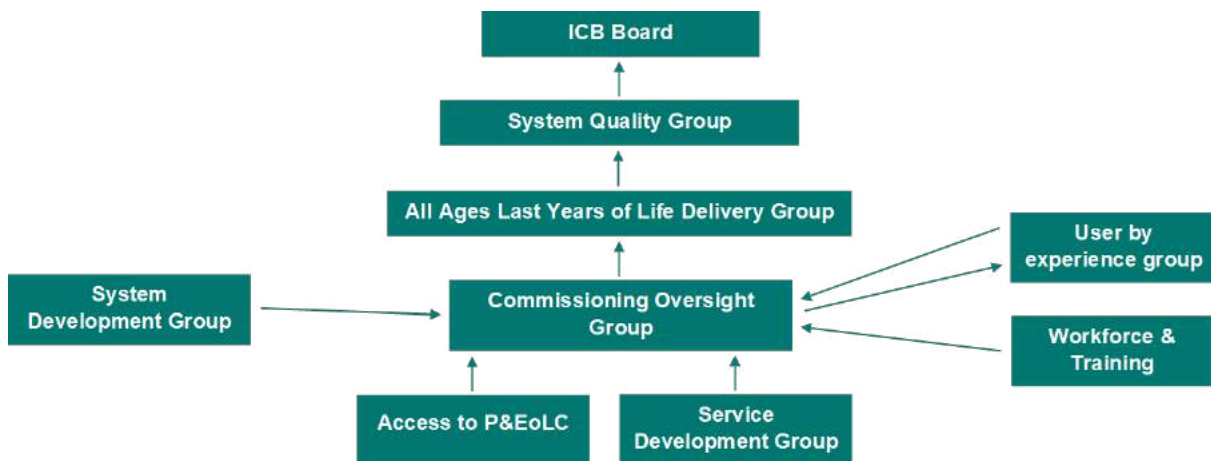 ICB Board
System Quality Group
All Ages Last Years of Life Delivery Group
User by
experience group
System
Development Group
Commissioning Oversight
Group
Workforce &
Training
Access to P&EoLC
Service
Development Group